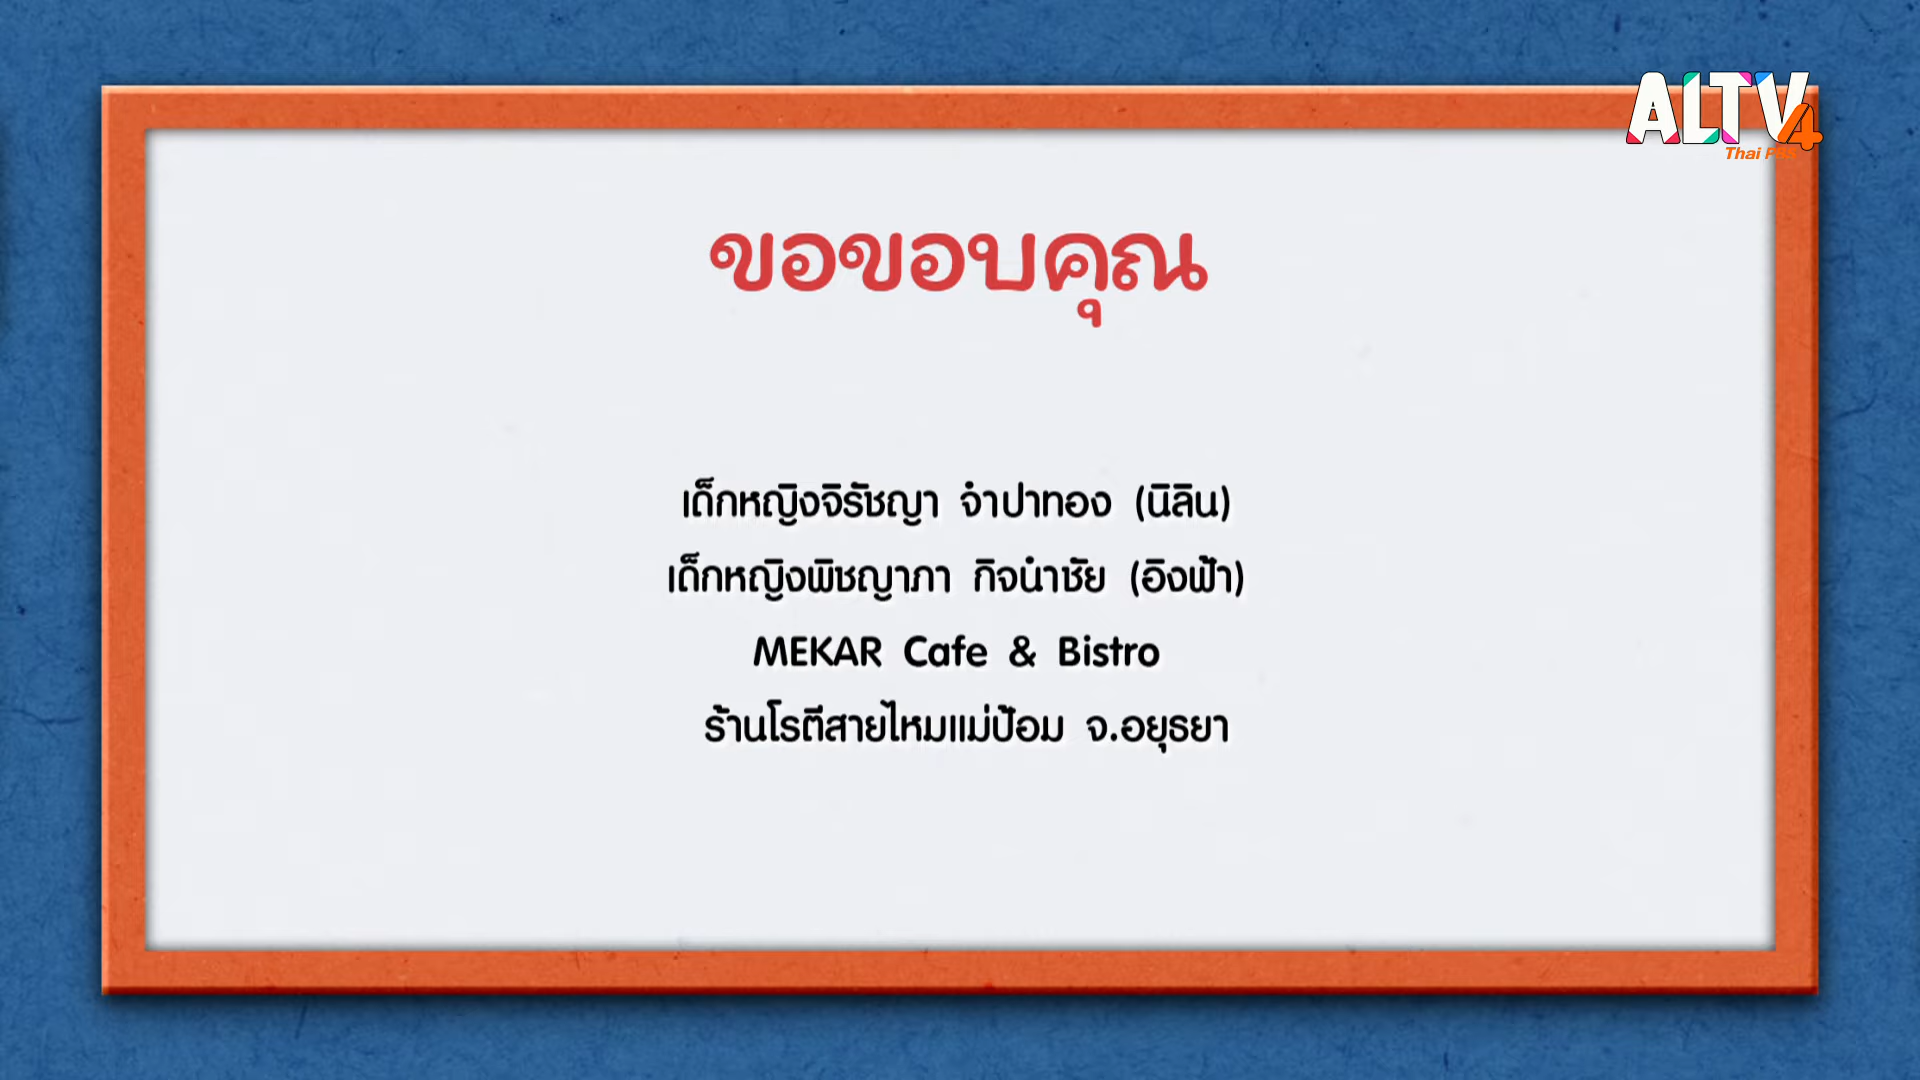 ALTV4
Thai PBS
ขอขอบคุณ
เด็กหญิงจิรัชญา จำปาทอง (นิลิน)
เด็กหญิงพิชญาภา กิจนำชัย (อิงฟ้า)
MEKAR Cafe & Bistro
ร้านโรตีสายไหมแม่ป้อม จ.อยุธยา